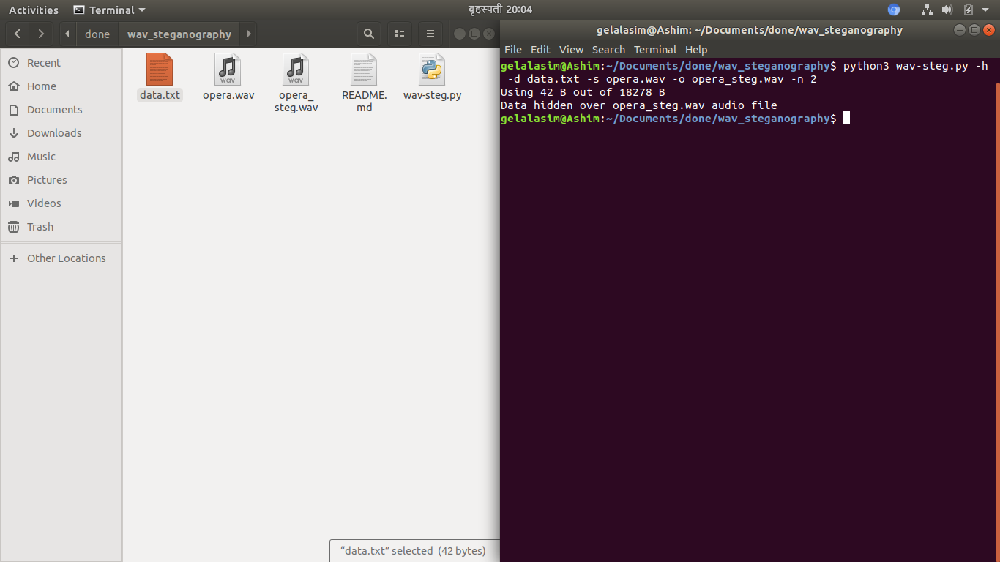 Activities Terminal बृहस्पती 20:04
done wav_steganography
Recent
Home
Documents
Downloads
Music
Pictures
Videos
Trash
Other Locations
data.txt
opera.wav
opera_
steg.wav
README.
md
wav-steg.py
wav
wav
"data.txt" selected (42 bytes)
gelalasim@Ashim: ~/Documents/done/wav_steganography
File Edit View Search Terminal Help
gelalasim@Ashim:~/Documents/done/wav_steganography$ python3 wav-steg.py -h
-d data.txt -s opera.wav -o opera_steg.wav -n 2
Using 42 B out of 18278 B
Data hidden over opera_steg.wav audio file
gelalasim@Ashim:~/Documents/done/wav_steganography$